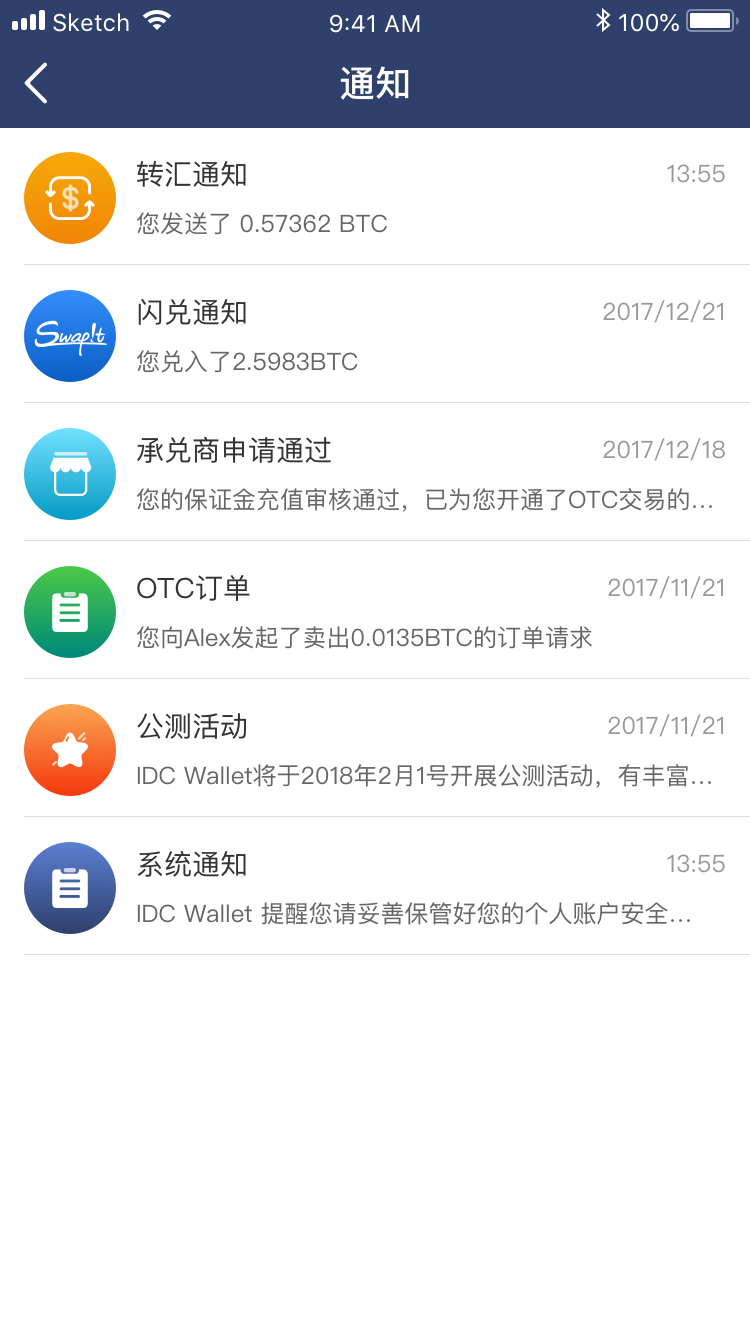 Sketch 9:41 AM 100%
通知
转汇通知 13:55
您发送了 0.57362 BTC
Swap!t
闪兑通知 2017/12/21
您兑入了2.5983BTC
承兑商申请通过 2017/12/18
您的保证金充值审核通过，已为您开通了OTC交易的...
OTC订单 2017/11/21
您向Alex发起了卖出0.0135BTC的订单请求
公测活动 2017/11/21
IDC Wallet将于2018年2月1号开展公测活动，有丰富...
系统通知 13:55
IDC Wallet 提醒您请妥善保管好您的个人账户安全...